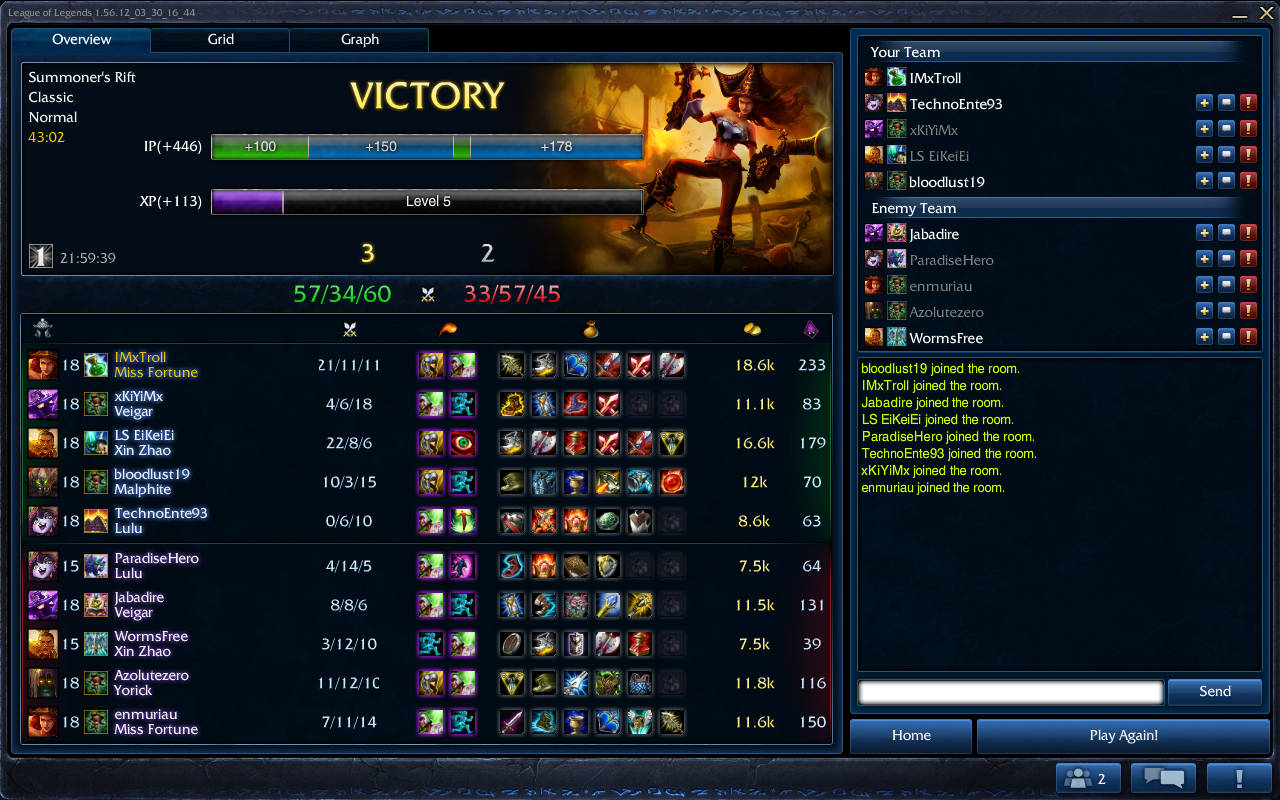 League of Legends 1.56.12_03_30_16_44
Overview
Grid
Graph
Summoner's Rift
Classic
Normal
43:02
VICTORY
IP(+446)
+100
+150
+178
XP(+113)
Level 5
1
21:59:39
3
2
57/34/60
33/57/45
18
IMxTroll
Miss Fortune
21/11/11
18.6k
233
18
xKiYiMx
Veigar
4/6/18
11.1k
83
18
LS EiKeiEi
Xin Zhao
22/8/6
16.6k
179
18
bloodlust19
Malphite
10/3/15
12k
70
18
TechnoEnte93
Lulu
0/6/10
8.6k
63
15
ParadiseHero
Lulu
4/14/5
7.5k
64
18
Jabadire
Veigar
8/8/6
11.5k
131
15
WormsFree
Xin Zhao
3/12/10
7.5k
39
18
Azolutezero
Yorick
11/12/10
11.8k
116
18
enmuriau
Miss Fortune
7/11/14
11.6k
150
Your Team
IMxTroll
TechnoEnte93
xKiYiMx
LS EiKeiEi
bloodlust19
Enemy Team
Jabadire
ParadiseHero
enmuriau
Azolutezero
WormsFree
bloodlust19 joined the room.
IMxTroll joined the room.
Jabadire joined the room.
LS EiKeiEi joined the room.
ParadiseHero joined the room.
TechnoEnte93 joined the room.
xKiYiMx joined the room.
enmuriau joined the room.
Send
Home
Play Again!
2